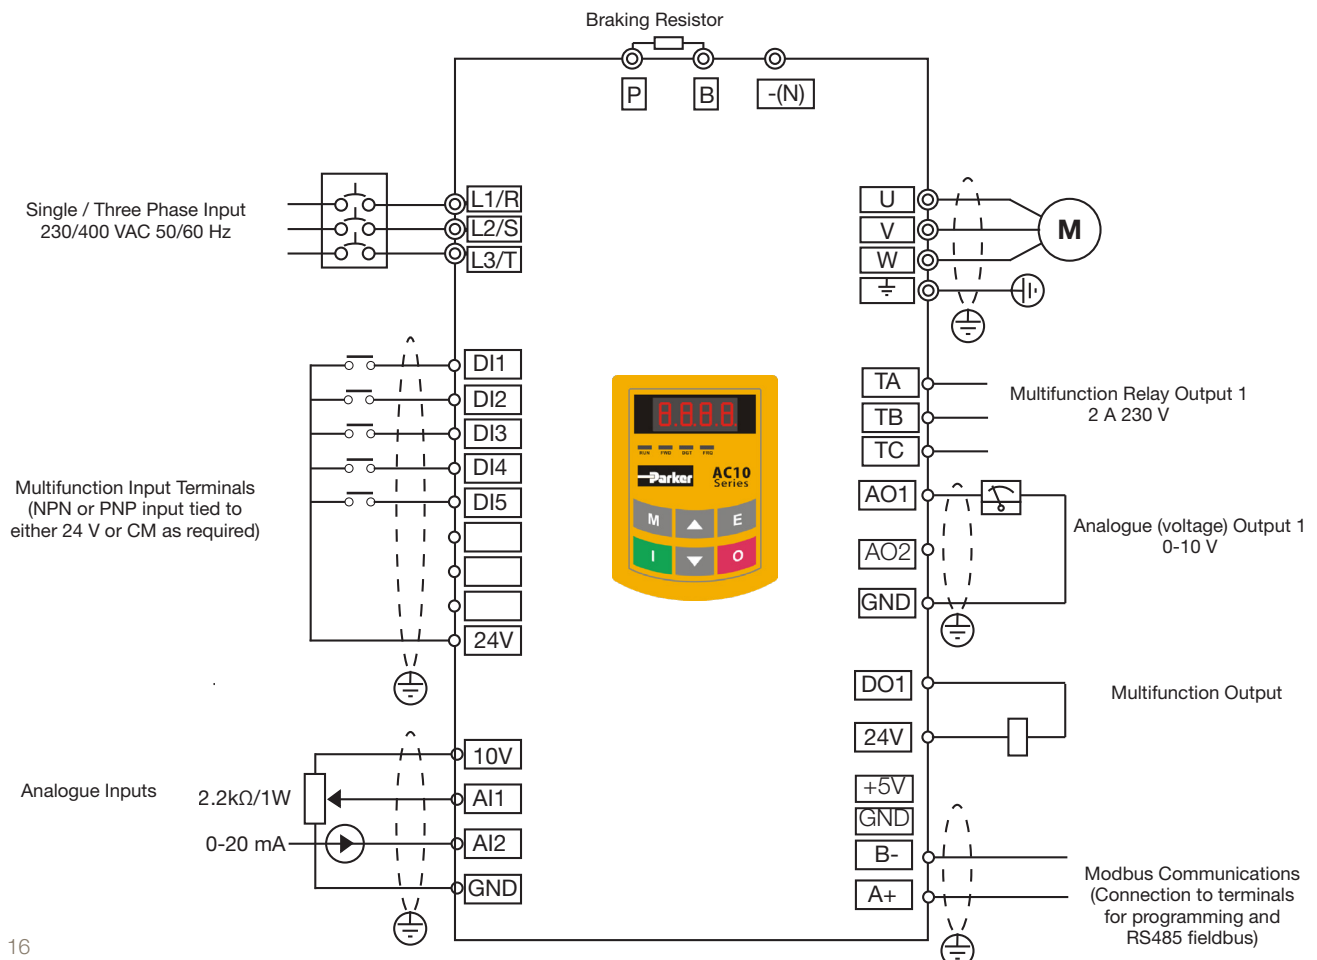 Braking Resistor
P
B
-(N)
Single / Three Phase Input
230/400 VAC 50/60 Hz
L1/R
L2/S
L3/T
U
V
W
M
Multifunction Input Terminals
(NPN or PNP input tied to
either 24 V or CM as required)
DI1
DI2
DI3
DI4
DI5
24V
8.8.8.8
RUN FWD DGT FRQ
Parker
AC10
Series
M
E
I
O
TA
TB
TC
Multifunction Relay Output 1
2 A 230 V
AO1
AO2
GND
Analogue (voltage) Output 1
0-10 V
DO1
24V
Multifunction Output
Analogue Inputs
2.2kΩ/1W
0-20 mA
10V
AI1
AI2
GND
+5V
GND
B-
A+
Modbus Communications
(Connection to terminals
for programming and
RS485 fieldbus)
16